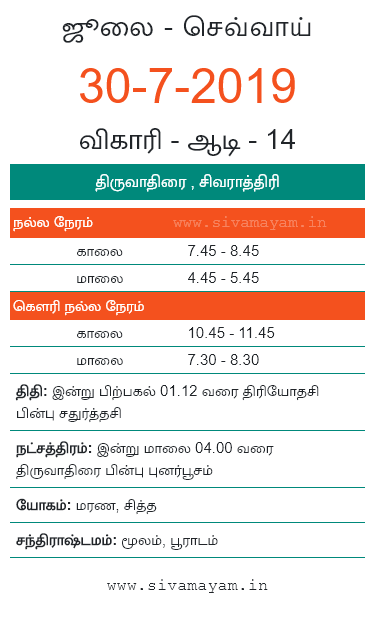 ஜூலை - செவ்வாய்
30-7-2019
விகாரி - ஆடி - 14
திருவாதிரை , சிவராத்திரி
நல்ல நேரம் www.sivamayam.in
காலை 7.45 - 8.45
மாலை 4.45 - 5.45
கௌரி நல்ல நேரம்
காலை 10.45 - 11.45
மாலை 7.30 - 8.30
திதி: இன்று பிற்பகல் 01.12 வரை திரியோதசி
பின்பு சதுர்த்தசி
நட்சத்திரம்: இன்று மாலை 04.00 வரை
திருவாதிரை பின்பு புனர்பூசம்
யோகம்: மரண, சித்த
சந்திராஷ்டமம்: மூலம், பூராடம்
www.sivamayam.in